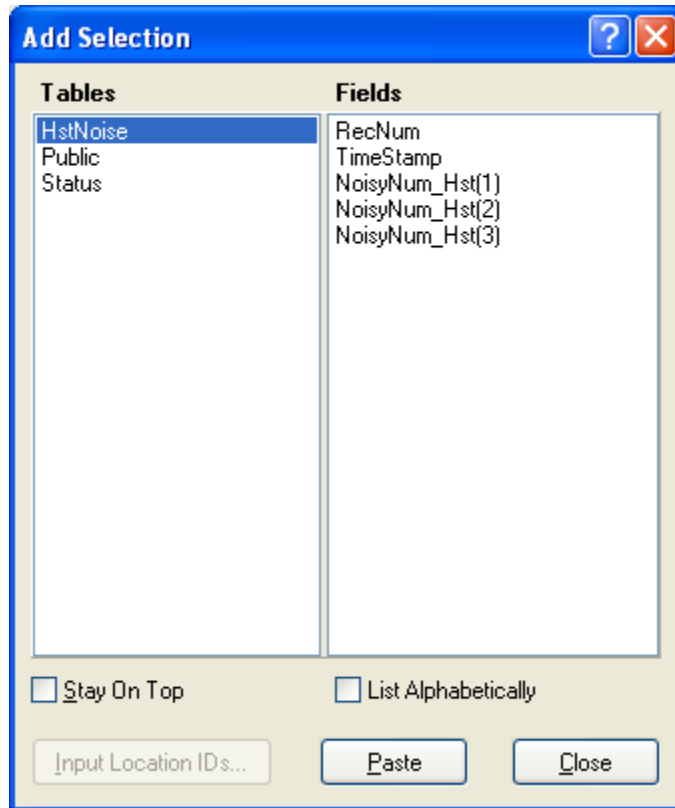 Add Selection
Tables
Fields
HstNoise
Public
Status
RecNum
TimeStamp
NoisyNum_Hst(1)
NoisyNum_Hst(2)
NoisyNum_Hst(3)
Stay On Top
List Alphabetically
Input Location IDs...
Paste
Close